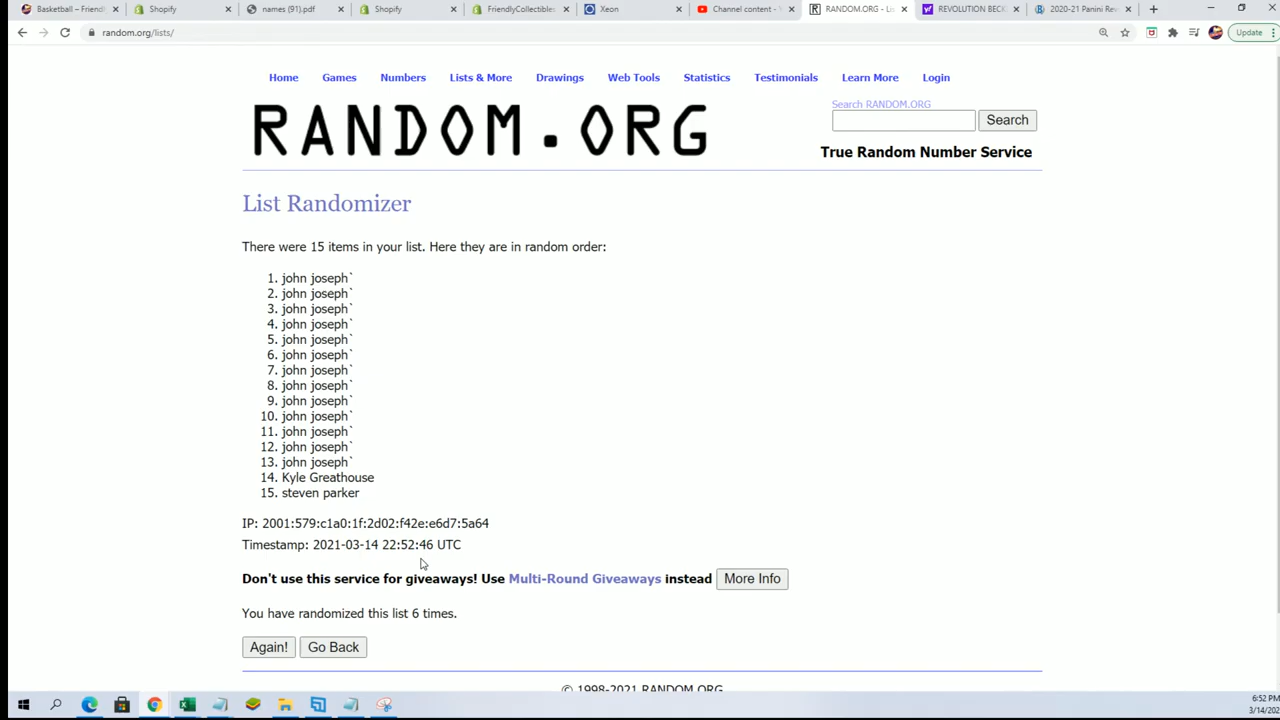 Basketball – Friendl
Shopify
names (91).pdf
Shopify
FriendlyCollectibles
Xeon
Channel content -
RANDOM.ORG - Lis
REVOLUTION BECK
2020-21 Panini Rev
random.org/lists/
Update
Home
Games
Numbers
Lists & More
Drawings
Web Tools
Statistics
Testimonials
Learn More
Login
RANDOM.ORG
Search RANDOM.ORG
Search
True Random Number Service
List Randomizer
There were 15 items in your list. Here they are in random order:
1. john joseph`
2. john joseph`
3. john joseph`
4. john joseph`
5. john joseph`
6. john joseph`
7. john joseph`
8. john joseph`
9. john joseph`
10. john joseph`
11. john joseph`
12. john joseph`
13. john joseph`
14. Kyle Greathouse
15. steven parker
IP: 2001:579:c1a0:1f:2d02:f42e:e6d7:5a64
Timestamp: 2021-03-14 22:52:46 UTC
Don't use this service for giveaways! Use Multi-Round Giveaways instead More Info
You have randomized this list 6 times.
Again! Go Back
© 1998-2021 RANDOM.ORG
6:52 PM
3/14/202